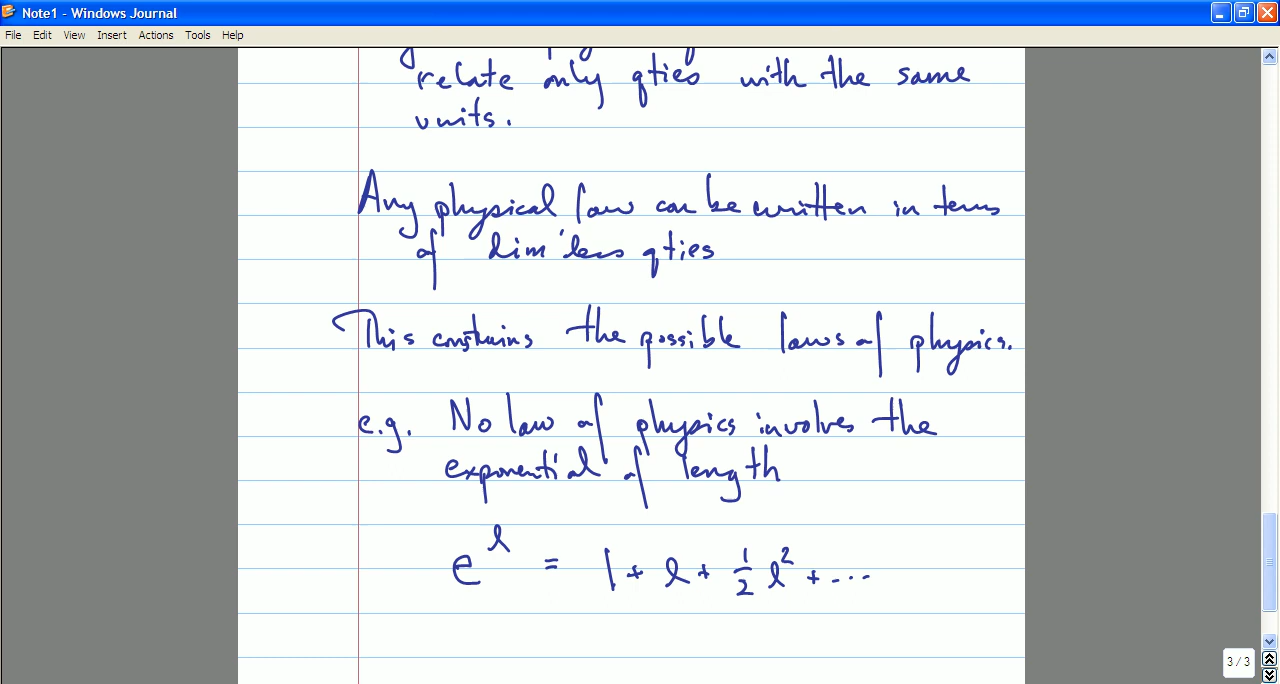 Note1 - Windows Journal
File Edit View Insert Actions Tools Help
relate only qties with the same
units.
Any physical law can be written in terms
of dim'less qties
This constrains the possible laws of physics.
e.g. No law of physics involves the
exponential of length
e^l = 1 + l + 1/2 l^2 + ...
3 / 3